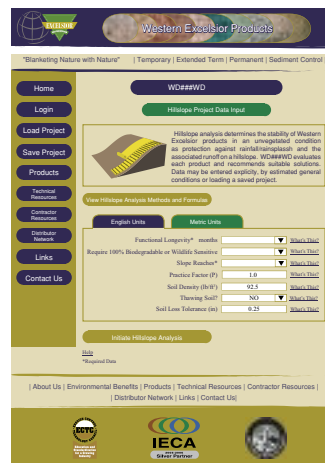 EXCELSIOR
Western Excelsior Products
"Blanketing Nature with Nature" | Temporary | Extended Term | Permanent | Sediment Control
Home
Login
Load Project
Save Project
Products
Technical
Resources
Contractor
Resources
Distributor
Network
Links
Contact Us
WD###WD
Hillslope Project Data Input
Hillslope analysis determines the stability of Western
Excelsior products in an unvegetated condition
as protection against rainfall/rainsplash and the
associated runoff on a hillslope. WD###WD evaluates
each product and recommends suitable solutions.
Data may be entered explicity, by estimated general
conditions or loading a saved project.
View Hillslope Analysis Methods and Formulae
English Units Metric Units
Functional Longevity* months What's This?
Require 100% Biodegradable or Wildlife Sensitive What's This?
Slope Reaches* What's This?
Practice Factor (P) 1.0 What's This?
Soil Density (lb/ft³) 92.5 What's This?
Thawing Soil? NO What's This?
Soil Loss Tolerance (in) 0.25 What's This?
Initiate Hillslope Analysis
Help
*Required Data
| About Us | Environmental Benefits | Products | Technical Resources | Contractor Resources |
| Distributor Network | Links | Contact Us|
ECTC
IECA
Silver Partner